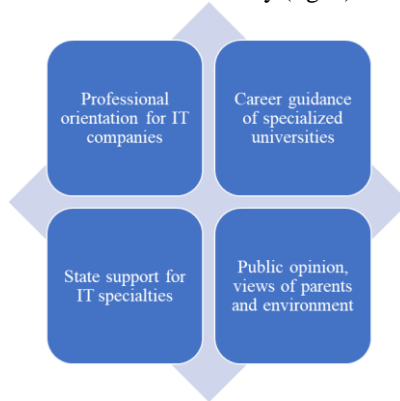 Professional
orientation for IT
companies
Career guidance
of specialized
universities
State support for
IT specialties
Public opinion,
views of parents
and environment